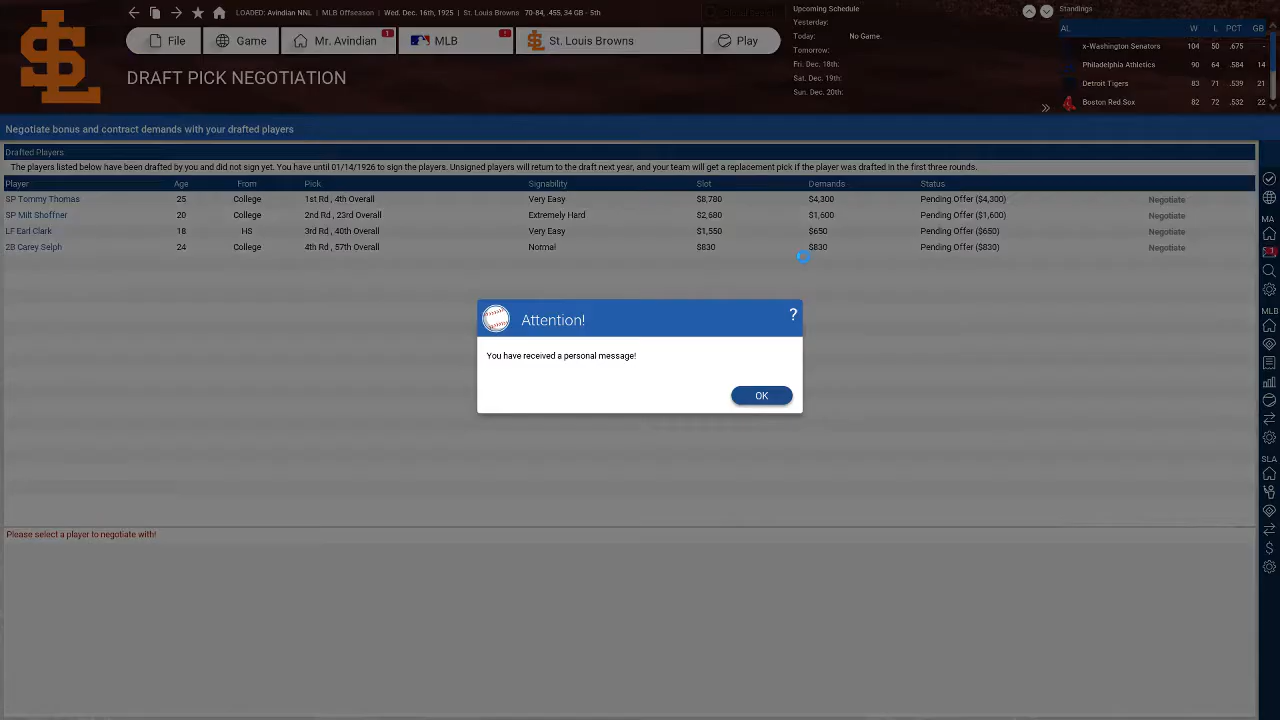 LOADED: Avindian NNL | MLB Offseason | Wed. Dec. 16th, 1925 | St. Louis Browns 70-84, .455, 34 GB - 5th
File
Game
Mr. Avindian 1
MLB !
St. Louis Browns
Play
DRAFT PICK NEGOTIATION
Upcoming Schedule
Yesterday:
Today: No Game.
Tomorrow:
Fri. Dec. 18th:
Sat. Dec. 19th:
Sun. Dec. 20th:
Standings
AL W L PCT GB
x-Washington Senators 104 50 .675 -
Philadelphia Athletics 90 64 .584 14
Detroit Tigers 83 71 .539 21
Boston Red Sox 82 72 .532 22
Negotiate bonus and contract demands with your drafted players
Drafted Players
The players listed below have been drafted by you and did not sign yet. You have until 01/14/1926 to sign the players. Unsigned players will return to the draft next year, and your team will get a replacement pick if the player was drafted in the first three rounds.
Player Age From Pick Signability Slot Demands Status
SP Tommy Thomas 25 College 1st Rd , 4th Overall Very Easy $8,780 $4,300 Pending Offer ($4,300) Negotiate
SP Milt Shoffner 20 College 2nd Rd , 23rd Overall Extremely Hard $2,680 $1,600 Pending Offer ($1,600) Negotiate
LF Earl Clark 18 HS 3rd Rd , 40th Overall Very Easy $1,550 $650 Pending Offer ($650) Negotiate
2B Carey Selph 24 College 4th Rd , 57th Overall Normal $830 $830 Pending Offer ($830) Negotiate
Attention!
?
You have received a personal message!
OK
Please select a player to negotiate with!
MA
MLB
SLA